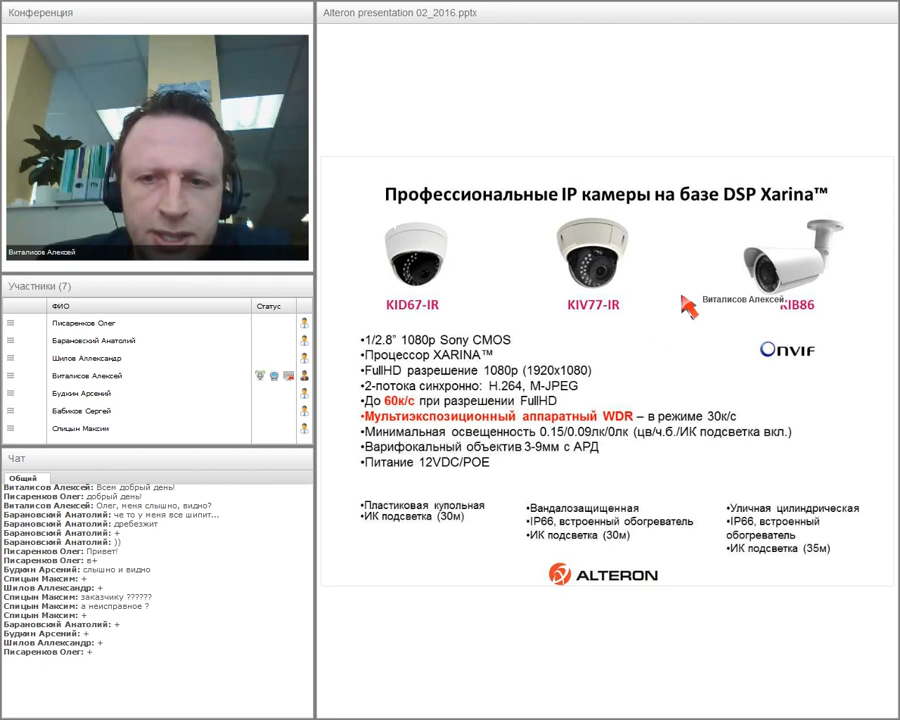 Конференция
Виталисов Алексей
Участники (7)
ФИО
Статус
Писаренков Олег
Барановский Анатолий
Шилов Аллександр
Виталисов Алексей
Будкин Арсений
Бабиков Сергей
Спицын Максим
Чат
Общий
Виталисов Алексей: Всем добрый день!
Писаренков Олег: добрый день!
Виталисов Алексей: Олег, меня слышно, видно?
Барановский Анатолий: че то у меня все шипит...
Барановский Анатолий: дребезжит
Барановский Анатолий: +
Барановский Анатолий: ))
Писаренков Олег: Привет!
Писаренков Олег: в+
Будкин Арсений: слышно и видно
Спицын Максим: +
Шилов Аллександр: +
Спицын Максим: заказчику ??????
Спицын Максим: а неисправное ?
Спицын Максим: +
Барановский Анатолий: +
Будкин Арсений: +
Шилов Аллександр: +
Писаренков Олег: +
Alteron presentation 02_2016.pptx
Профессиональные IP камеры на базе DSP Xarina™
KID67-IR
KIV77-IR
Виталисов Алексей
KIB86
ONVIF
•1/2.8" 1080p Sony CMOS
•Процессор XARINA™
•FullHD разрешение 1080p (1920x1080)
•2-потока синхронно: H.264, M-JPEG
•До 60к/с при разрешении FullHD
•Мультиэкспозиционный аппаратный WDR – в режиме 30к/с
•Минимальная освещенность 0.15/0.09лк/0лк (цв/ч.б./ИК подсветка вкл.)
•Варифокальный объектив 3-9мм с АРД
•Питание 12VDC/POE
•Пластиковая купольная
•ИК подсветка (30м)
•Вандалозащищенная
•IP66, встроенный обогреватель
•ИК подсветка (30м)
•Уличная цилиндрическая
•IP66, встроенный
обогреватель
•ИК подсветка (35м)
ALTERON